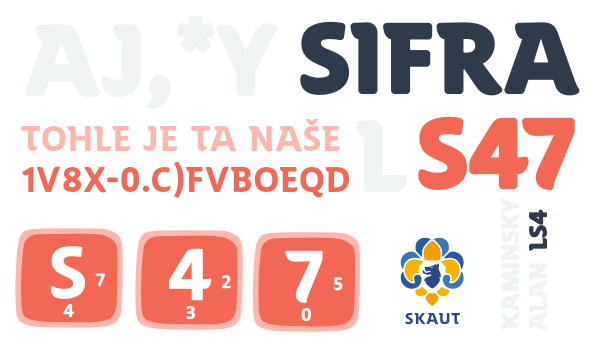 AJ,*Y SIFRA
TOHLE JE TA NAŠE
1V8X-0.C)FVBOEQD
L S47
S 7 4
4 2 3
7 5 0
SKAUT
KAMINSKY
ALAN LS4